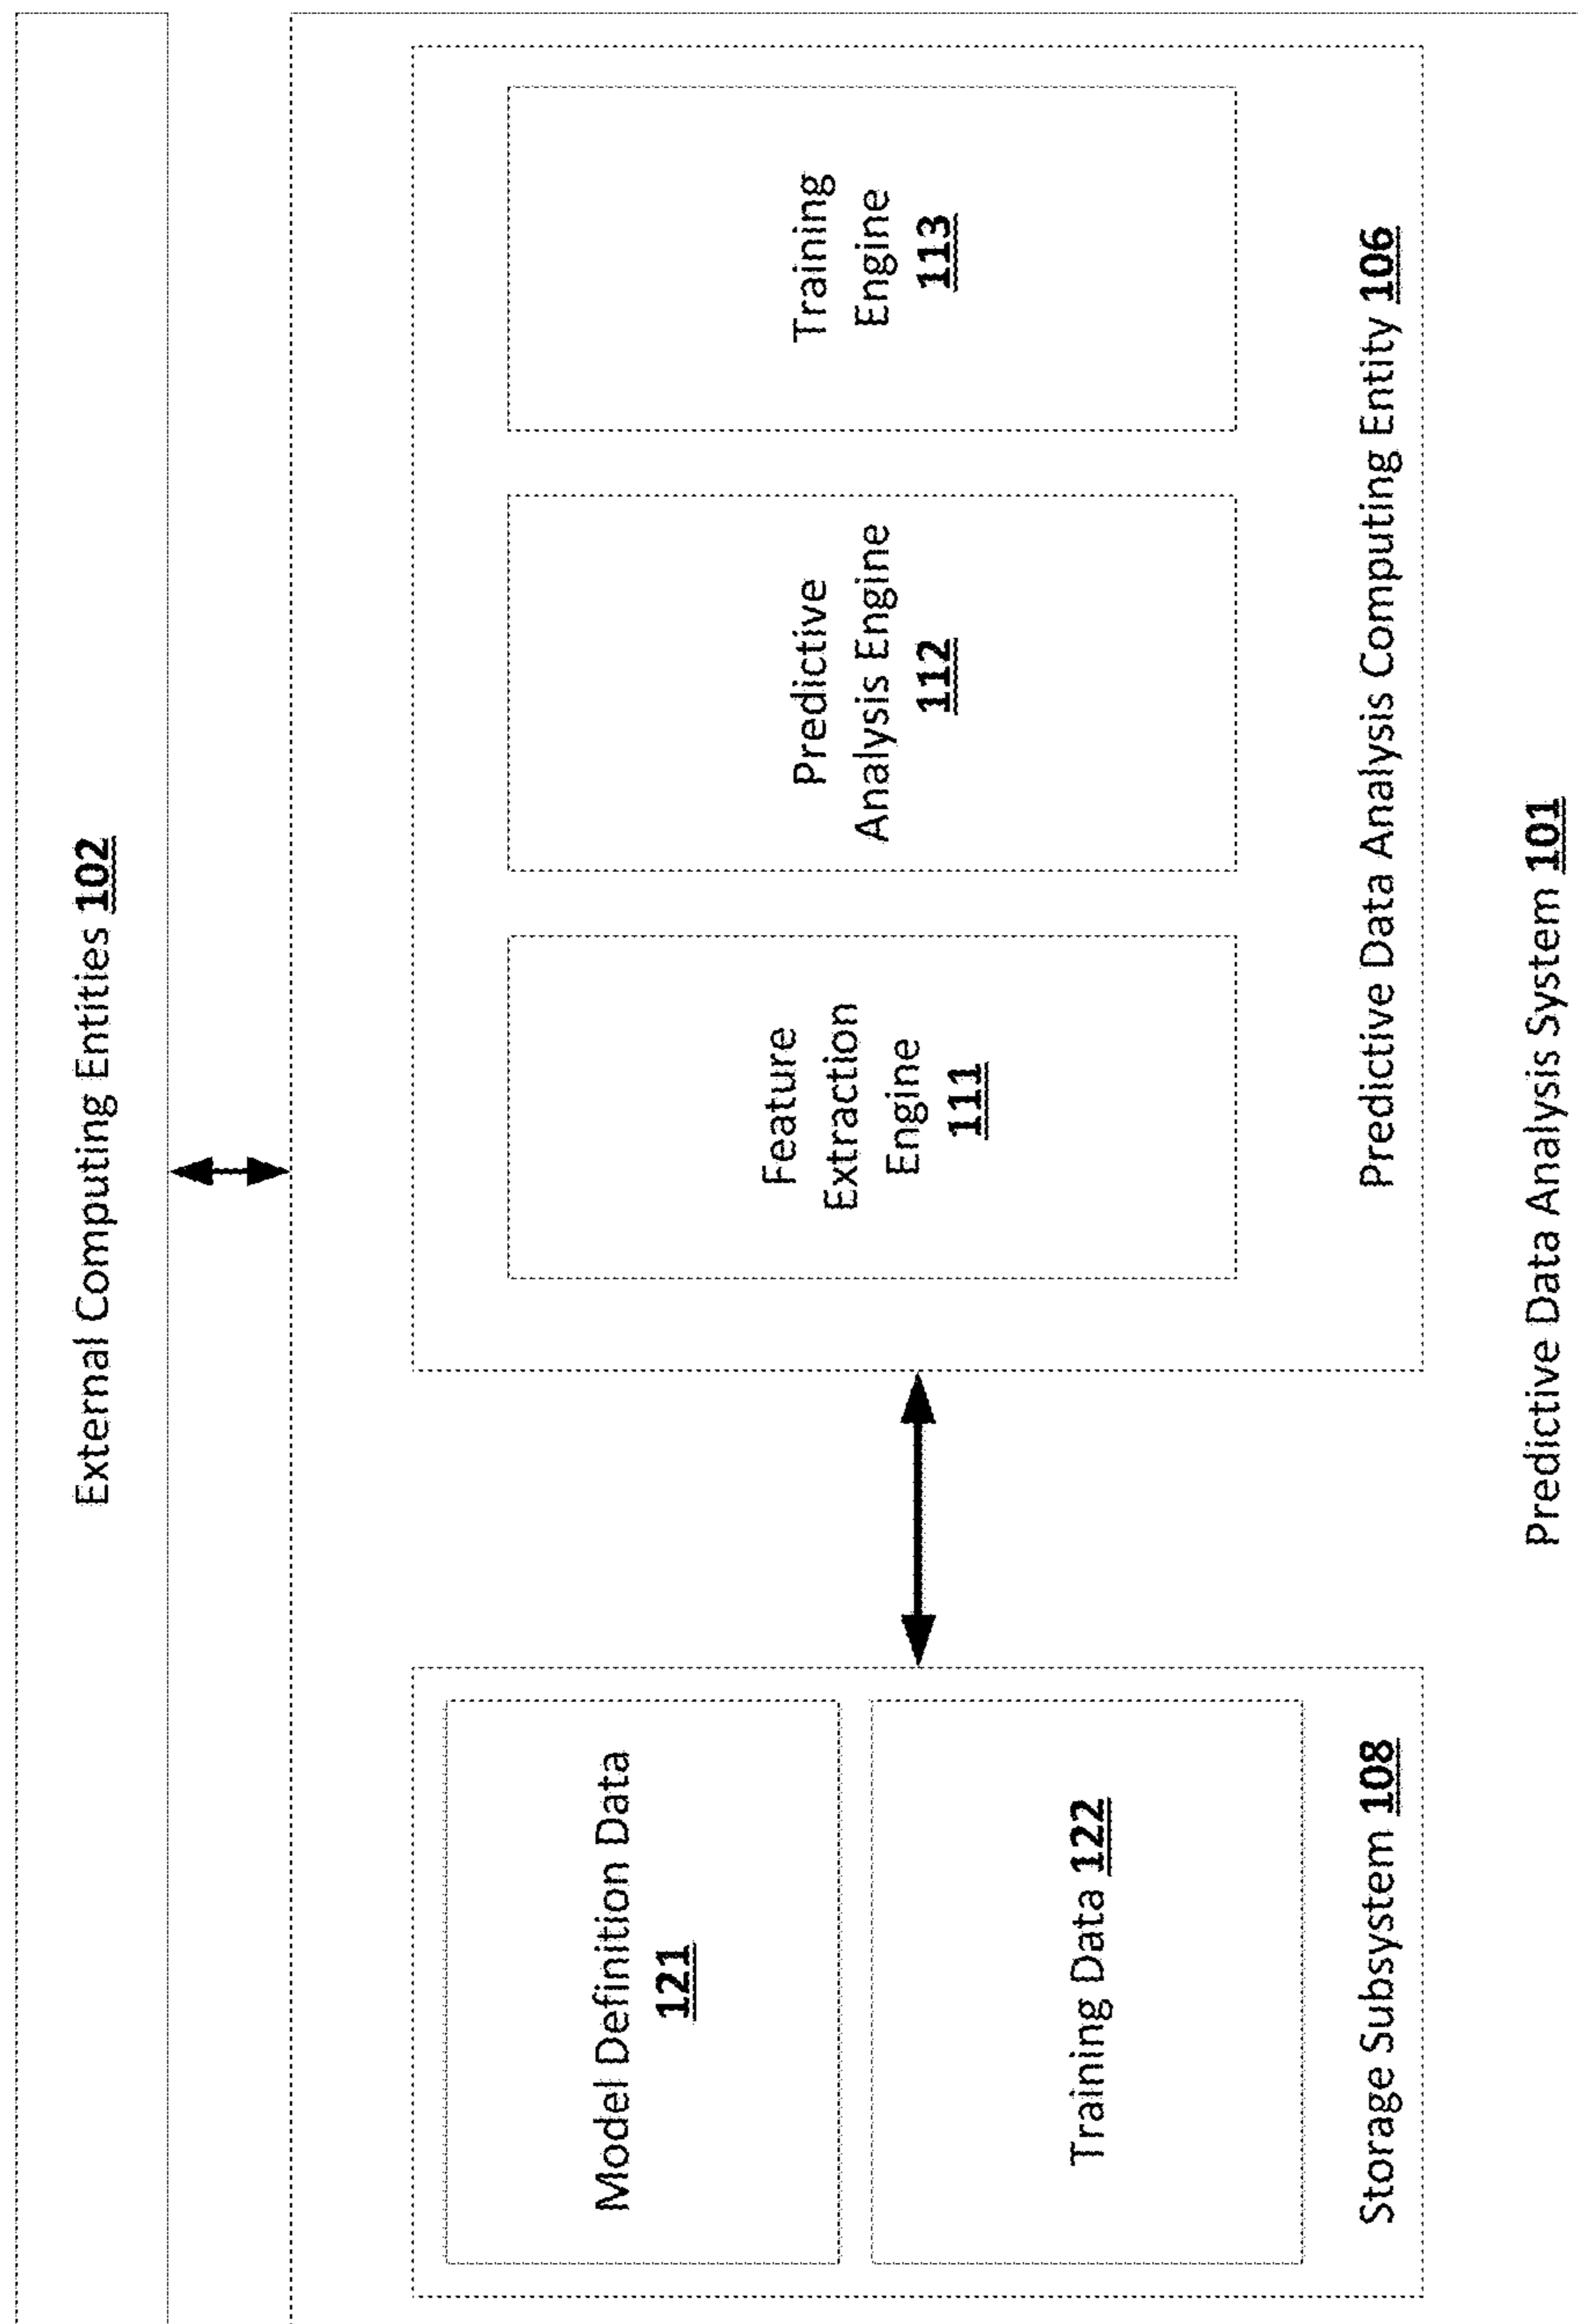 External Computing Entities 102
Model Definition Data
121
Training Data 122
Storage Subsystem 108
Feature
Extraction
Engine
111
Predictive
Analysis Engine
112
Training
Engine
113
Predictive Data Analysis Computing Entity 106
Predictive Data Analysis System 101